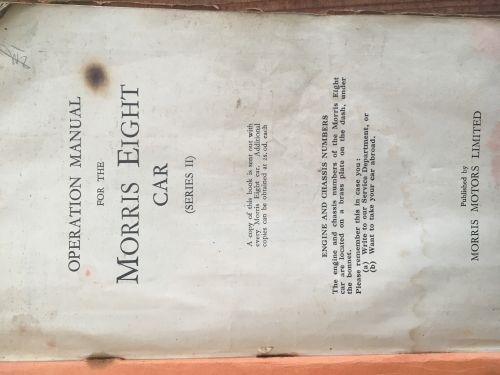 OPERATION MANUAL
FOR THE
MORRIS EIGHT
CAR
(SERIES II)
A copy of this book is sent out with
every Morris Eight car. Additional
copies can be obtained at 1s. 0d. each
ENGINE AND CHASSIS NUMBERS
The engine and chassis numbers of the Morris Eight
car are located on a brass plate on the dash, under
the bonnet.
Please remember this in case you :
(a) Write to our Service Department, or
(b) Want to take your car abroad.
Published by
MORRIS MOTORS LIMITED